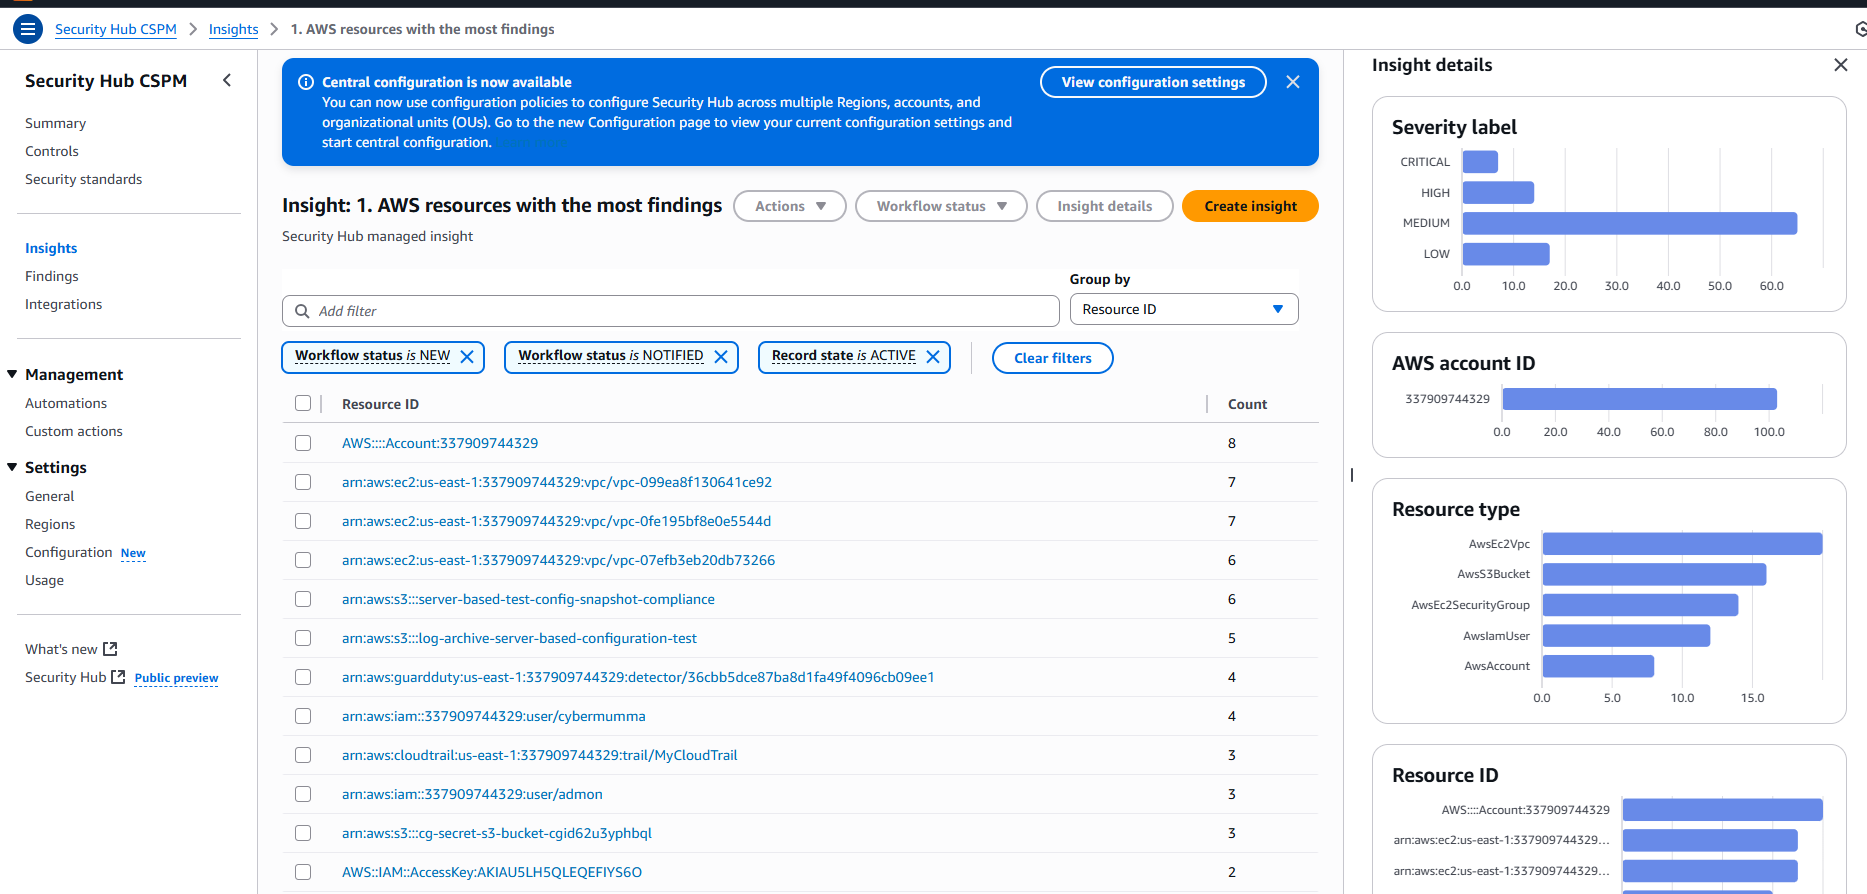 Security Hub CSPM > Insights > 1. AWS resources with the most findings
Security Hub CSPM
Summary
Controls
Security standards
Insights
Findings
Integrations
Management
Automations
Custom actions
Settings
General
Regions
Configuration New
Usage
What's new
Security Hub Public preview
Central configuration is now available
You can now use configuration policies to configure Security Hub across multiple Regions, accounts, and
organizational units (OUs). Go to the new Configuration page to view your current configuration settings and
start central configuration.
View configuration settings
Insight: 1. AWS resources with the most findings
Actions
Workflow status
Insight details
Create insight
Security Hub managed insight
Group by
Add filter
Resource ID
Workflow status is NEW
Workflow status is NOTIFIED
Record state is ACTIVE
Clear filters
Resource ID Count
AWS::::Account:337909744329 8
arn:aws:ec2:us-east-1:337909744329:vpc/vpc-099ea8f130641ce92 7
arn:aws:ec2:us-east-1:337909744329:vpc/vpc-0fe195bf8e0e5544d 7
arn:aws:ec2:us-east-1:337909744329:vpc/vpc-07efb3eb20db73266 6
arn:aws:s3:::server-based-test-config-snapshot-compliance 6
arn:aws:s3:::log-archive-server-based-configuration-test 5
arn:aws:guardduty:us-east-1:337909744329:detector/36cbb5dce87ba8d1fa49f4096cb09ee1 4
arn:aws:iam::337909744329:user/cybermumma 4
arn:aws:cloudtrail:us-east-1:337909744329:trail/MyCloudTrail 3
arn:aws:iam::337909744329:user/admon 3
arn:aws:s3:::cg-secret-s3-bucket-cgid62u3yphbql 3
AWS::IAM::AccessKey:AKIAU5LH5QLEQEFIYS6O 2
Insight details
Severity label
CRITICAL
HIGH
MEDIUM
LOW
0.0 10.0 20.0 30.0 40.0 50.0 60.0
AWS account ID
337909744329
0.0 20.0 40.0 60.0 80.0 100.0
Resource type
AwsEc2Vpc
AwsS3Bucket
AwsEc2SecurityGroup
AwsIamUser
AwsAccount
0.0 5.0 10.0 15.0
Resource ID
AWS::::Account:337909744329
arn:aws:ec2:us-east-1:337909744329...
arn:aws:ec2:us-east-1:337909744329...